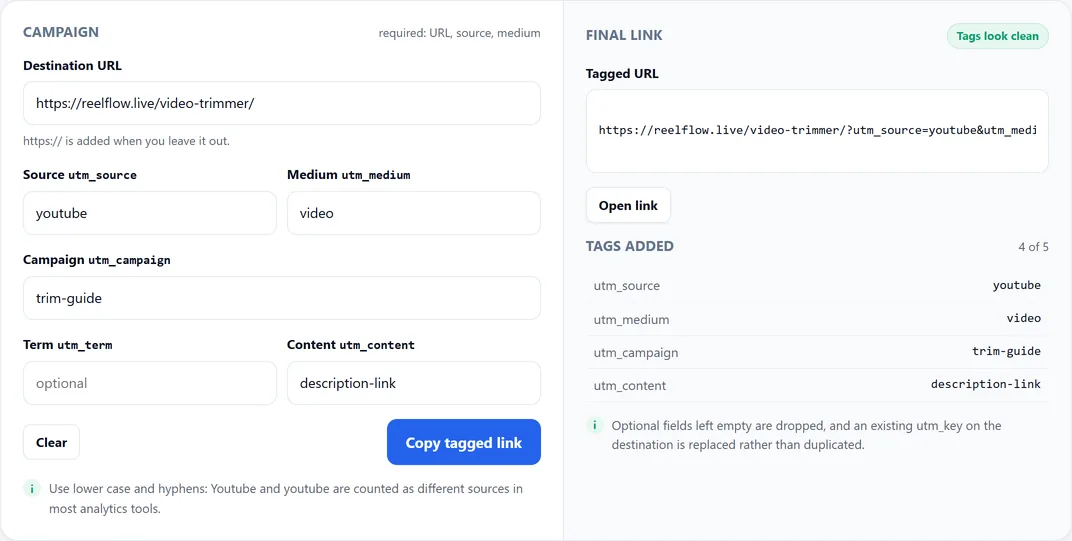 CAMPAIGN
required: URL, source, medium
Destination URL
https://reelflow.live/video-trimmer/
https:// is added when you leave it out.
Source utm_source
Medium utm_medium
youtube
video
Campaign utm_campaign
trim-guide
Term utm_term
Content utm_content
optional
description-link
Clear
Copy tagged link
i Use lower case and hyphens: Youtube and youtube are counted as different sources in
most analytics tools.
FINAL LINK
Tags look clean
Tagged URL
https://reelflow.live/video-trimmer/?utm_source=youtube&utm_medi
Open link
TAGS ADDED
4 of 5
utm_source youtube
utm_medium video
utm_campaign trim-guide
utm_content description-link
i Optional fields left empty are dropped, and an existing utm_key on the
destination is replaced rather than duplicated.